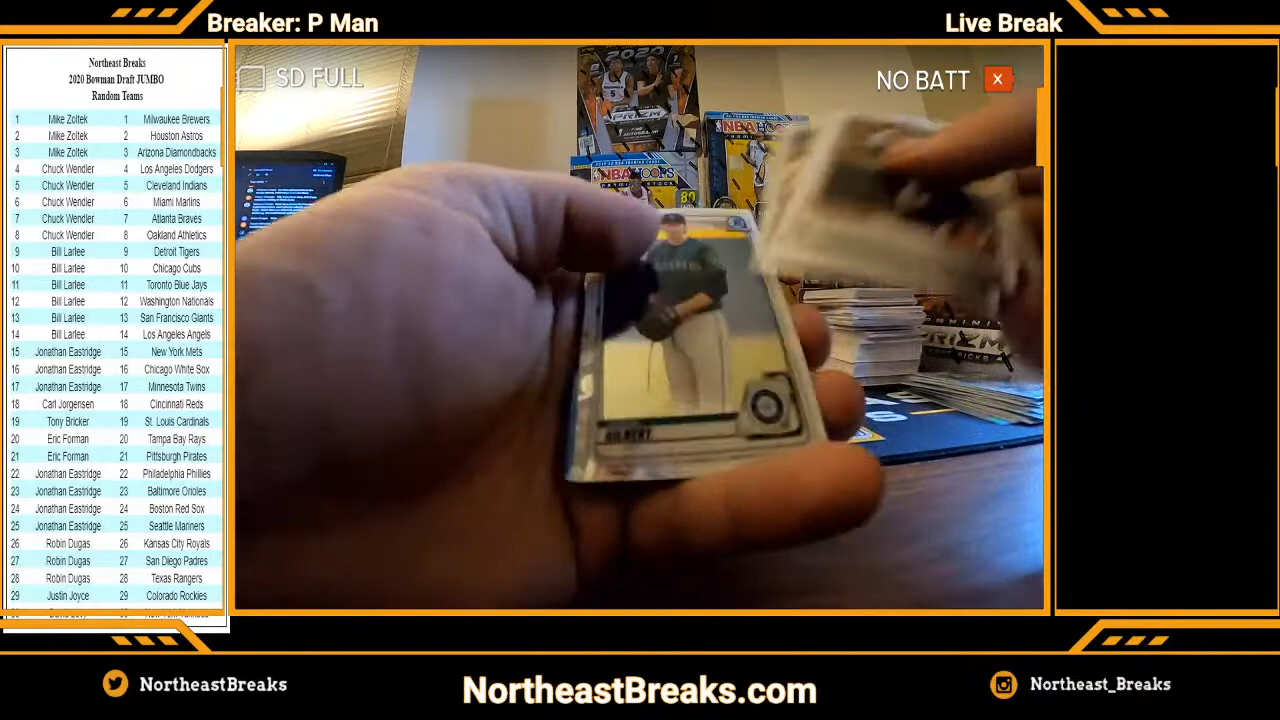 Breaker: P Man
Live Break
Northeast Breaks
2020 Bowman Draft JUMBO
Random Teams
1 Mike Zoltek 1 Milwaukee Brewers
2 Mike Zoltek 2 Houston Astros
3 Mike Zoltek 3 Arizona Diamondbacks
4 Chuck Wendler 4 Los Angeles Dodgers
5 Chuck Wendler 5 Cleveland Indians
6 Chuck Wendler 6 Miami Marlins
7 Chuck Wendler 7 Atlanta Braves
8 Chuck Wendler 8 Oakland Athletics
9 Bill Larlee 9 Detroit Tigers
10 Bill Larlee 10 Chicago Cubs
11 Bill Larlee 11 Toronto Blue Jays
12 Bill Larlee 12 Washington Nationals
13 Bill Larlee 13 San Francisco Giants
14 Bill Larlee 14 Los Angeles Angels
15 Jonathan Eastridge 15 New York Mets
16 Jonathan Eastridge 16 Chicago White Sox
17 Jonathan Eastridge 17 Minnesota Twins
18 Carl Jorgensen 18 Cincinnati Reds
19 Tony Bricker 19 St. Louis Cardinals
20 Eric Forman 20 Tampa Bay Rays
21 Eric Forman 21 Pittsburgh Pirates
22 Jonathan Eastridge 22 Philadelphia Phillies
23 Jonathan Eastridge 23 Baltimore Orioles
24 Jonathan Eastridge 24 Boston Red Sox
25 Jonathan Eastridge 25 Seattle Mariners
26 Robin Dugas 26 Kansas City Royals
27 Robin Dugas 27 San Diego Padres
28 Robin Dugas 28 Texas Rangers
29 Justin Joyce 29 Colorado Rockies
SD FULL
NO BATT
2020
PRIZM
NBA HOOPS
NBA HOOPS
GILBERT
PRIZM
NortheastBreaks
NortheastBreaks.com
Northeast_Breaks